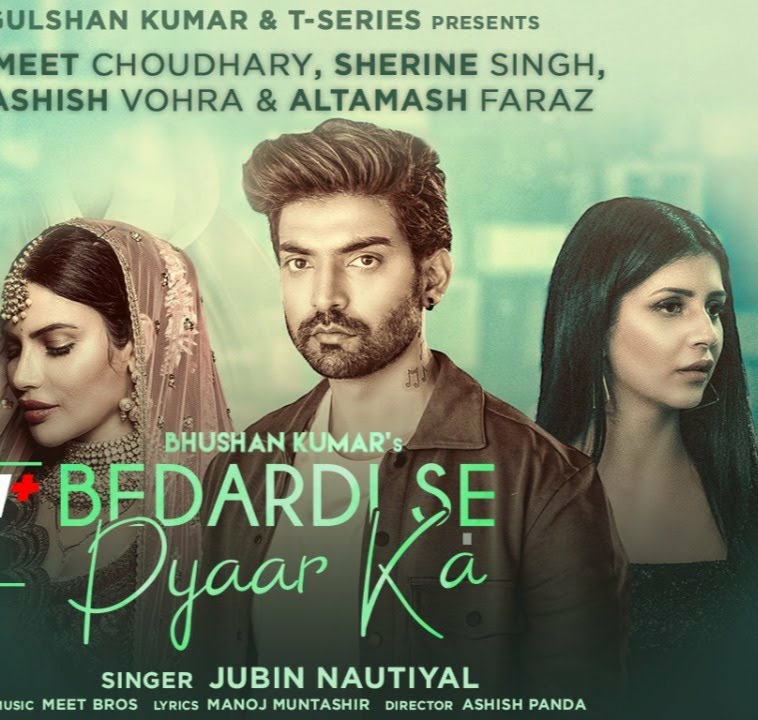 GULSHAN KUMAR & T-SERIES PRESENTS
MEET CHOUDHARY, SHERINE SINGH,
ASHISH VOHRA & ALTAMASH FARAZ
BHUSHAN KUMAR's
BEDARDI SE
Pyaar Ka
SINGER JUBIN NAUTIYAL
MUSIC MEET BROS LYRICS MANOJ MUNTASHIR DIRECTOR ASHISH PANDA